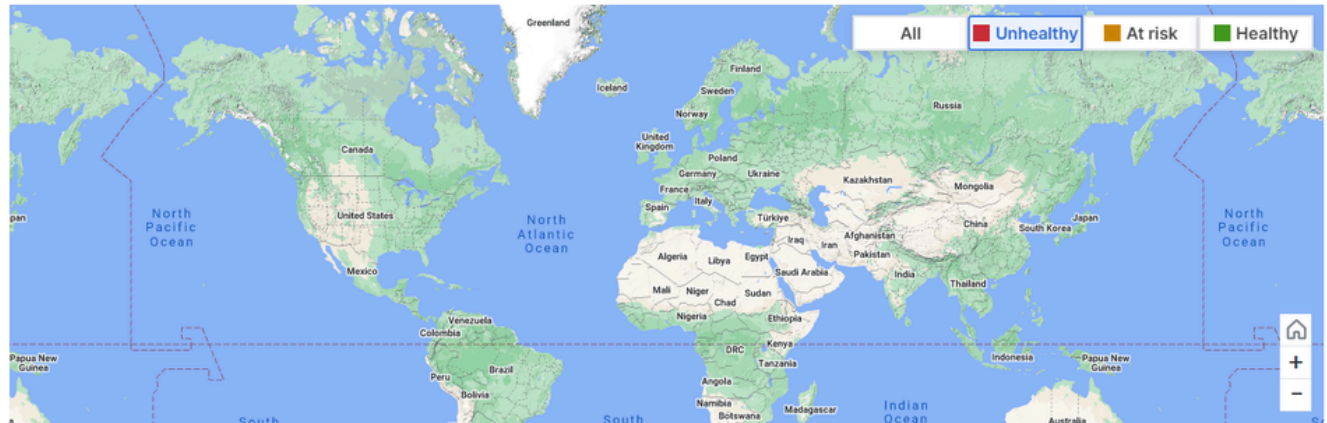 Greenland
All
Unhealthy
At risk
Healthy
Iceland
Finland
Sweden
Norway
Russia
United
Kingdom
Canada
Poland
Germany
Ukraine
France
Kazakhstan
Mongolia
Italy
Spain
North
Pacific
Ocean
United States
North
Atlantic
Ocean
Türkiye
China
Japan
South Korea
North
Pacific
Ocean
pan
Iraq
Iran
Afghanistan
Pakistan
Algeria
Libya
Egypt
Saudi Arabia
Mexico
India
Thailand
Mali
Niger
Chad
Sudan
Nigeria
Ethiopia
Venezuela
Colombia
DRC
Kenya
Tanzania
Indonesia
Papua New
Guinea
Papua New
Guinea
Peru
Brazil
Bolivia
Angola
Namibia
Botswana
Madagascar
Indian
Ocean
Australia
South
South
+
−